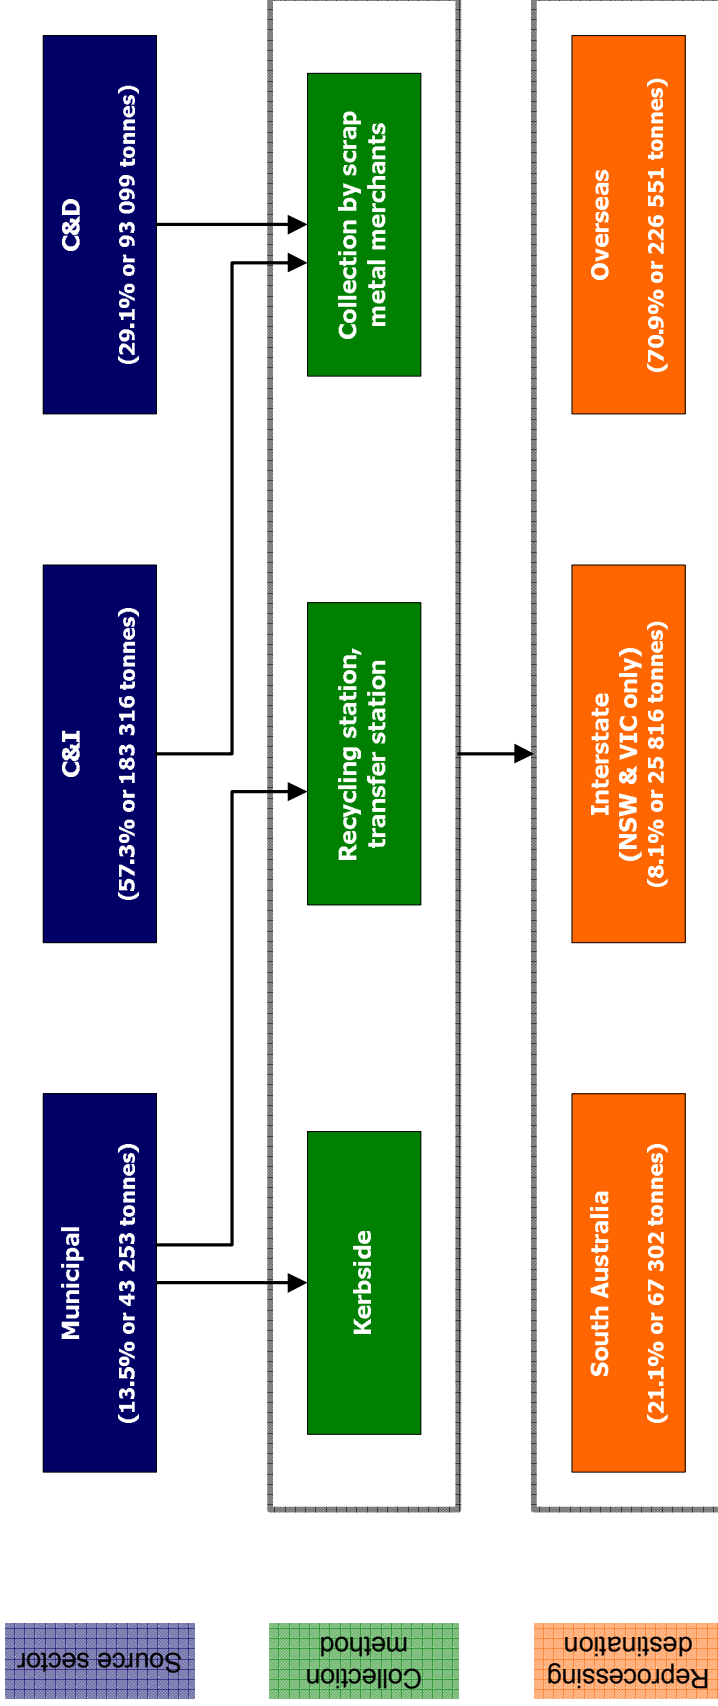 Source sector
Municipal
(13.5% or 43 253 tonnes)
C&I
(57.3% or 183 316 tonnes)
C&D
(29.1% or 93 099 tonnes)
Collection
method
Kerbside
Recycling station,
transfer station
Collection by scrap
metal merchants
Reprocessing
destination
South Australia
(21.1% or 67 302 tonnes)
Interstate
(NSW & VIC only)
(8.1% or 25 816 tonnes)
Overseas
(70.9% or 226 551 tonnes)